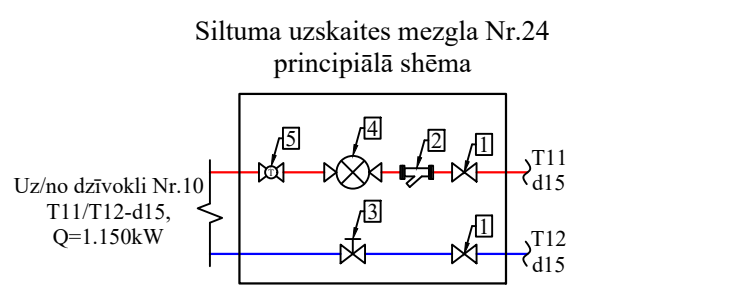 Siltuma uzskaites mezgla Nr.24
principiālā shēma
5
4
2
1
T11
d15
Uz/no dzīvokli Nr.10
T11/T12-d15,
Q=1.150kW
T
3
1
T12
d15